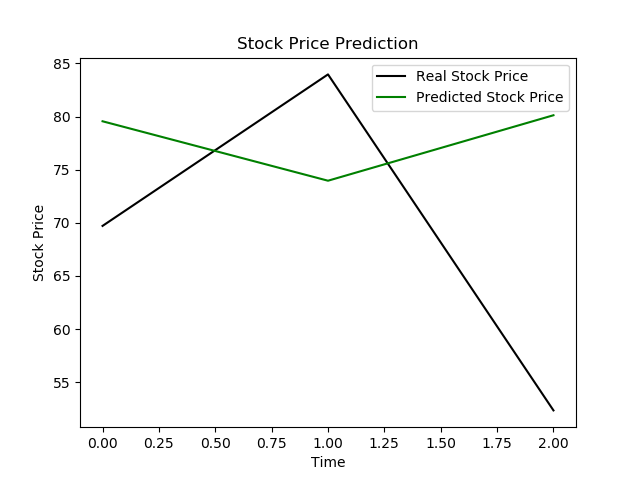 Stock Price Prediction
Real Stock Price
Predicted Stock Price
85
80
75
70
65
60
55
Stock Price
0.00 0.25 0.50 0.75 1.00 1.25 1.50 1.75 2.00
Time